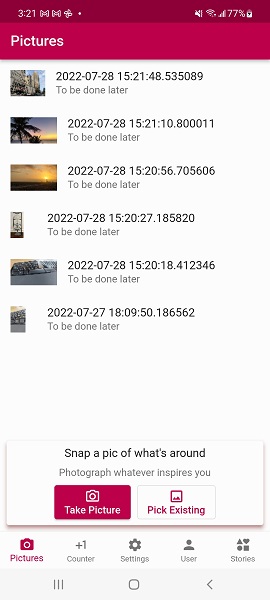 3:21
77%
Pictures
2022-07-28 15:21:48.535089
To be done later
2022-07-28 15:21:10.800011
To be done later
2022-07-28 15:20:56.705606
To be done later
2022-07-28 15:20:27.185820
To be done later
2022-07-28 15:20:18.412346
To be done later
2022-07-27 18:09:50.186562
To be done later
Snap a pic of what's around
Photograph whatever inspires you
Take Picture Pick Existing
+1
Pictures Counter Settings User Stories